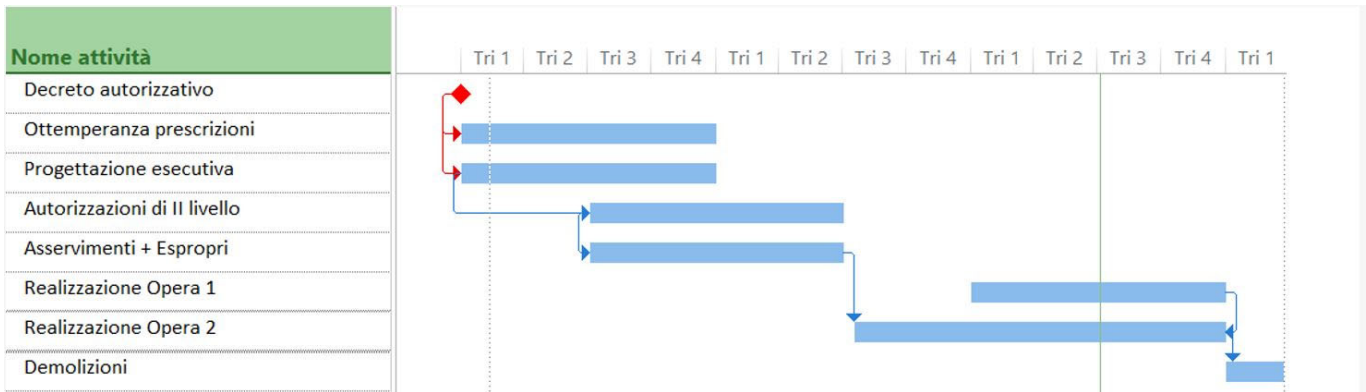 Nome attività
Tri 1 Tri 2 Tri 3 Tri 4 Tri 1 Tri 2 Tri 3 Tri 4 Tri 1 Tri 2 Tri 3 Tri 4 Tri 1
Decreto autorizzativo
Ottemperanza prescrizioni
Progettazione esecutiva
Autorizzazioni di II livello
Asservimenti + Espropri
Realizzazione Opera 1
Realizzazione Opera 2
Demolizioni